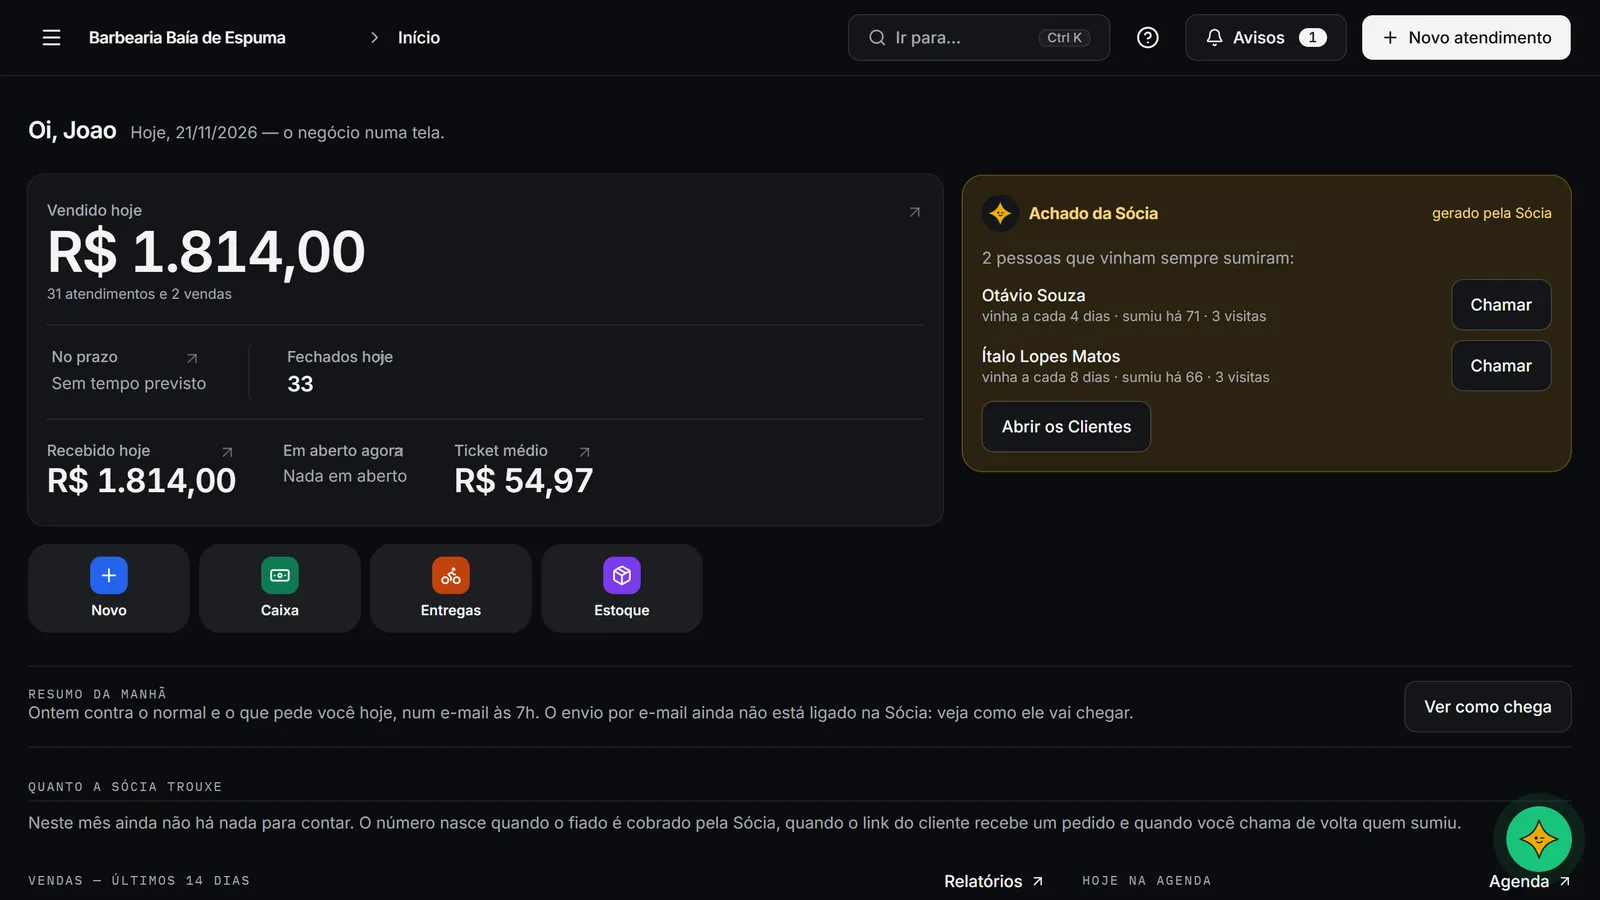 Barbearia Baía de Espuma
Início
Ir para...
Ctrl K
Avisos
1
Novo atendimento
Oi, Joao
Hoje, 21/11/2026 — o negócio numa tela.
Vendido hoje
R$ 1.814,00
31 atendimentos e 2 vendas
No prazo
Sem tempo previsto
Fechados hoje
33
Recebido hoje
R$ 1.814,00
Em aberto agora
Nada em aberto
Ticket médio
R$ 54,97
Achado da Sócia
gerado pela Sócia
2 pessoas que vinham sempre sumiram:
Otávio Souza
vinha a cada 4 dias · sumiu há 71 · 3 visitas
Chamar
Ítalo Lopes Matos
vinha a cada 8 dias · sumiu há 66 · 3 visitas
Chamar
Abrir os Clientes
Novo
Caixa
Entregas
Estoque
RESUMO DA MANHÃ
Ontem contra o normal e o que pede você hoje, num e-mail às 7h. O envio por e-mail ainda não está ligado na Sócia: veja como ele vai chegar.
Ver como chega
QUANTO A SÓCIA TROUXE
Neste mês ainda não há nada para contar. O número nasce quando o fiado é cobrado pela Sócia, quando o link do cliente recebe um pedido e quando você chama de volta quem sumiu.
VENDAS — ÚLTIMOS 14 DIAS
Relatórios
HOJE NA AGENDA
Agenda